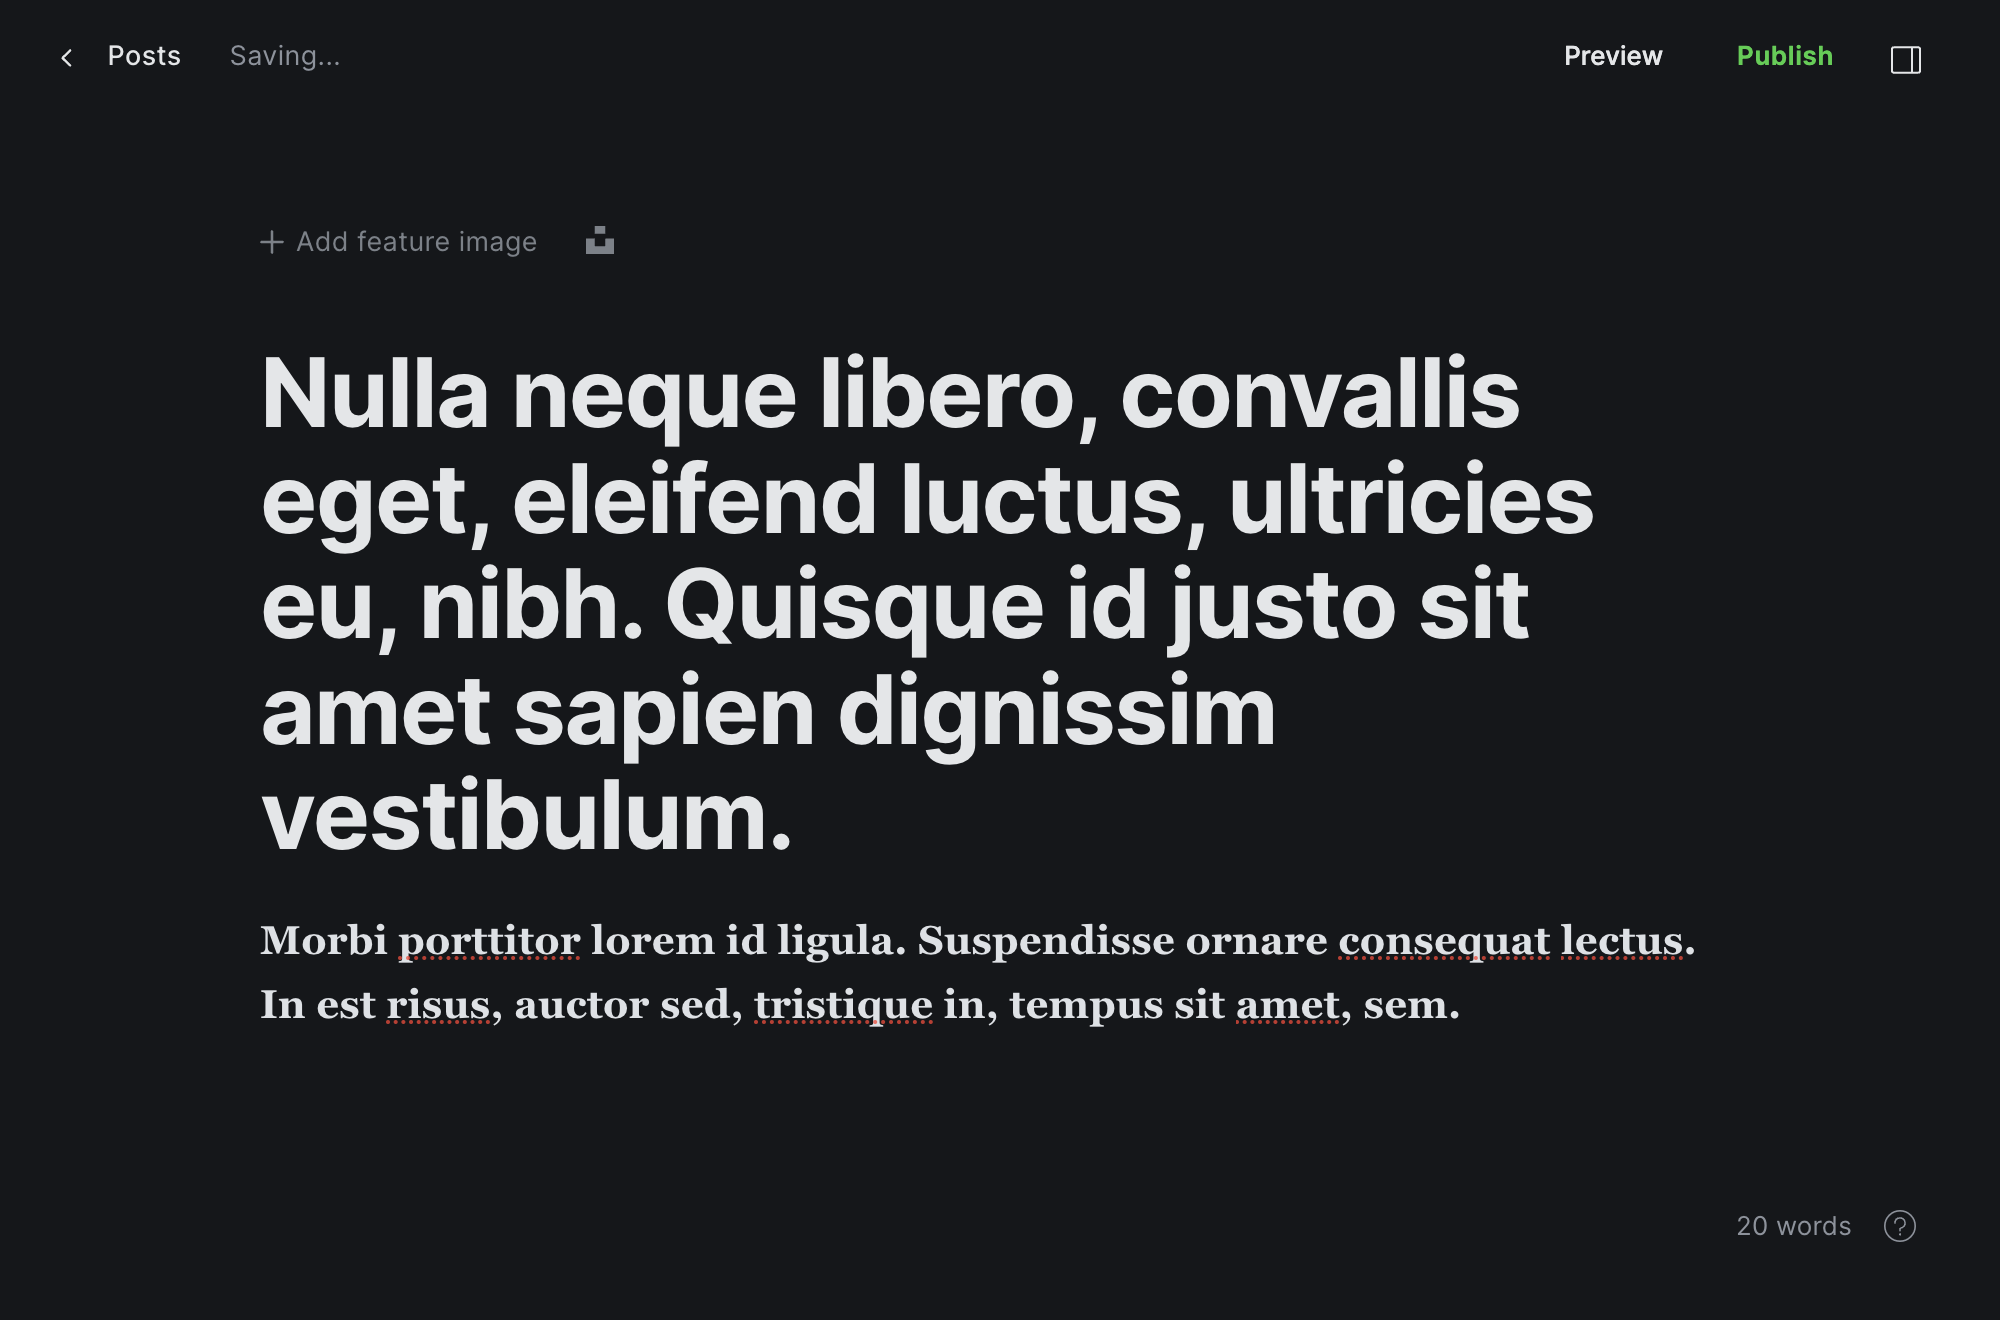 Posts Saving... Preview Publish
Add feature image
Nulla neque libero, convallis
eget, eleifend luctus, ultricies
eu, nibh. Quisque id justo sit
amet sapien dignissim
vestibulum.
Morbi porttitor lorem id ligula. Suspendisse ornare consequat lectus.
In est risus, auctor sed, tristique in, tempus sit amet, sem.
20 words ?